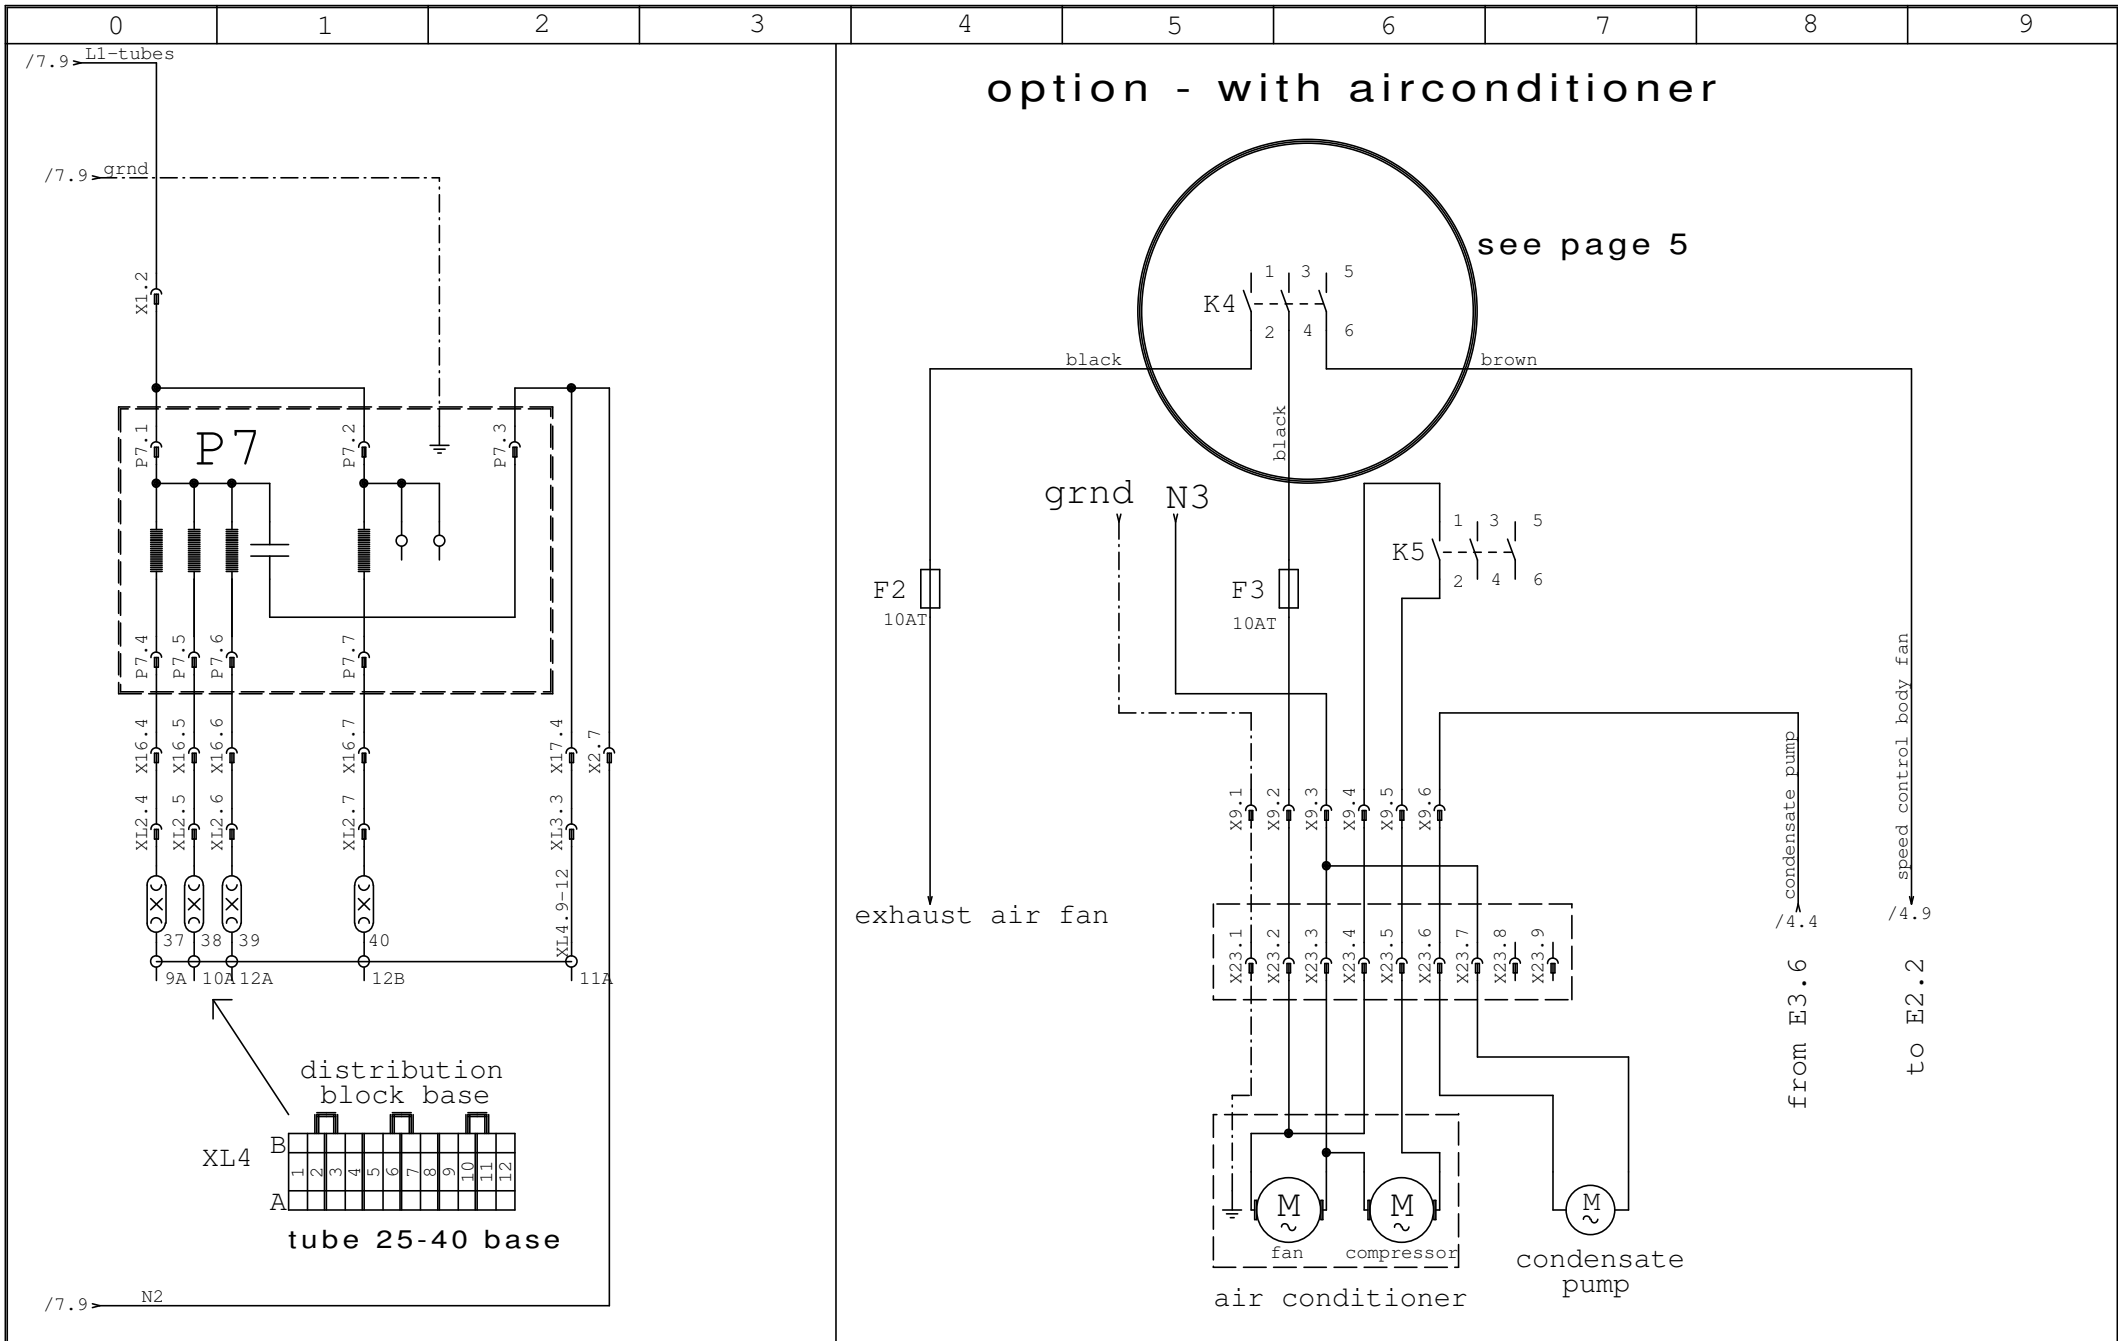 0 1 2 3 4 5 6 7 8 9
/7.9 L1-tubes
/7.9 grnd
X1.2
P7.1
P7
P7.2
P7.3
P7.4
P7.5
P7.6
P7.7
X16.4
X16.5
X16.6
X16.7
X17.4
X2.7
XL2.4
XL2.5
XL2.6
XL2.7
XL3.3
XL4.9-12
37 38 39 40
9A 10A 12A 12B 11A
distribution
block base
XL4
B
1 2 3 4 5 6 7 8 9 10 11 12
A
tube 25-40 base
/7.9 N2
option - with airconditioner
see page 5
1 3 5
K4
2 4 6
black
brown
black
grnd N3
1 3 5
K5
2 4 6
F2
10AT
F3
10AT
exhaust air fan
X9.1
X9.2
X9.3
X9.4
X9.5
X9.6
condensate pump
speed control body fan
/4.4
/4.9
X23.1
X23.2
X23.3
X23.4
X23.5
X23.6
X23.7
X23.8
X23.9
from E3.6
to E2.2
M
~
fan
M
~
compressor
M
~
condensate
pump
air conditioner